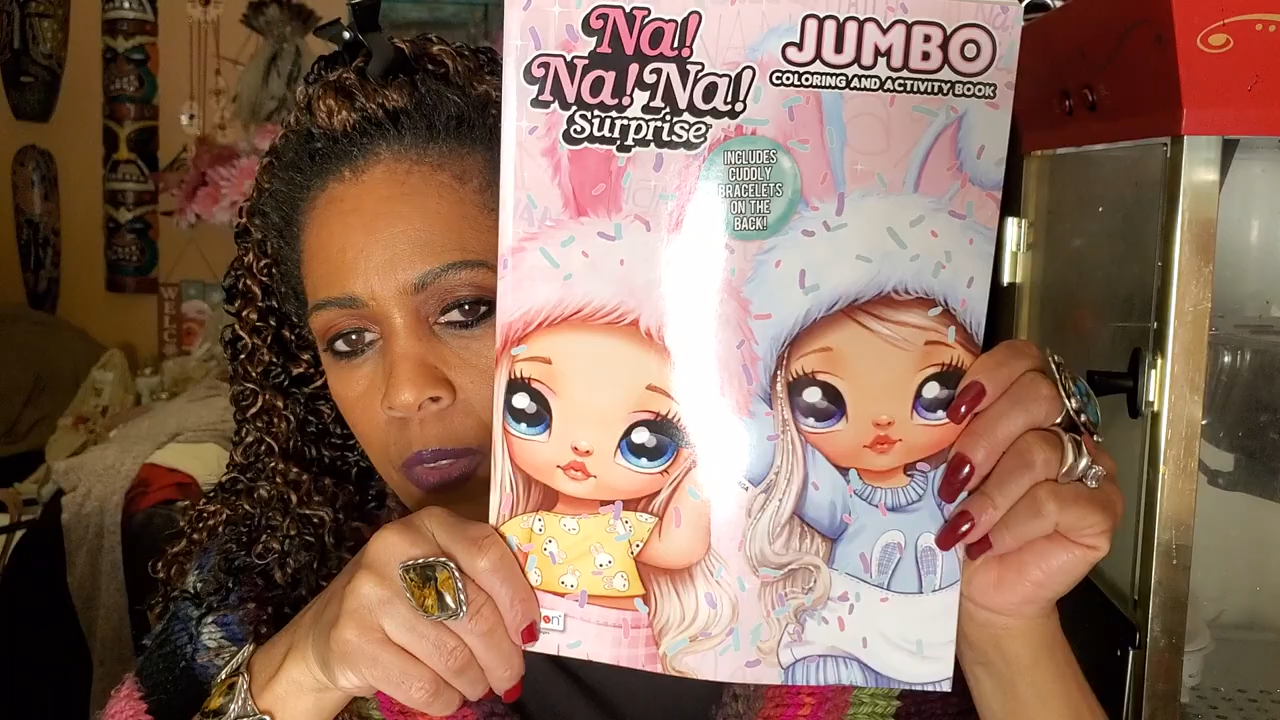 Na!
Na! Na!
Surprise
JUMBO
COLORING AND ACTIVITY BOOK
INCLUDES
CUDDLY
BRACELETS
ON THE
BACK!